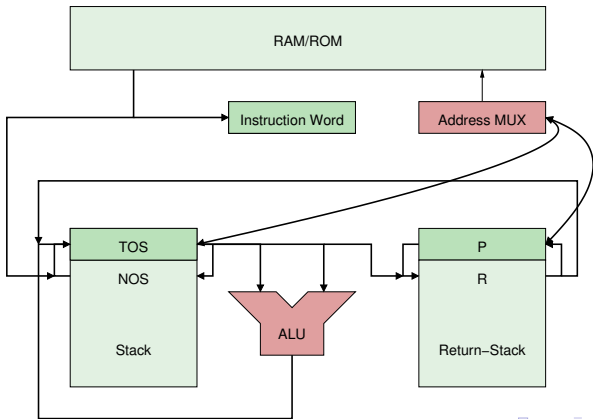 RAM/ROM
Instruction Word
Address MUX
TOS
P
NOS
R
ALU
Stack
Return−Stack